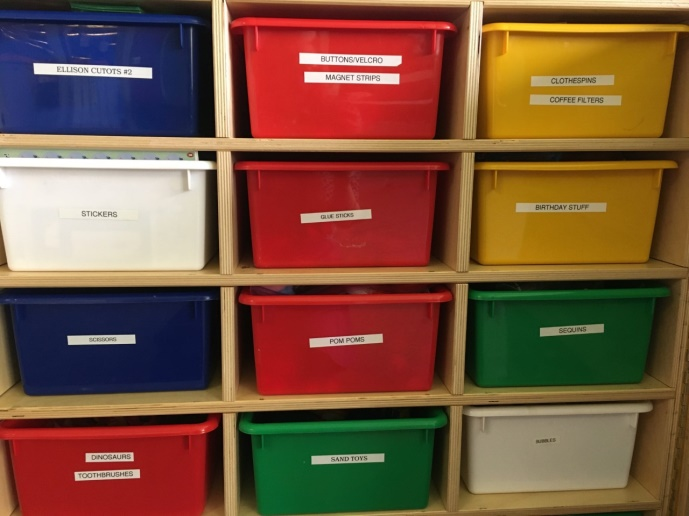 ELLISON CUTOTS #2
BUTTONS/VELCRO
MAGNET STRIPS
CLOTHESPINS
COFFEE FILTERS
STICKERS
GLUE STICKS
BIRTHDAY STUFF
SCISSORS
POM POMS
SEQUINS
DINOSAURS
TOOTHBRUSHES
SAND TOYS
BUBBLES